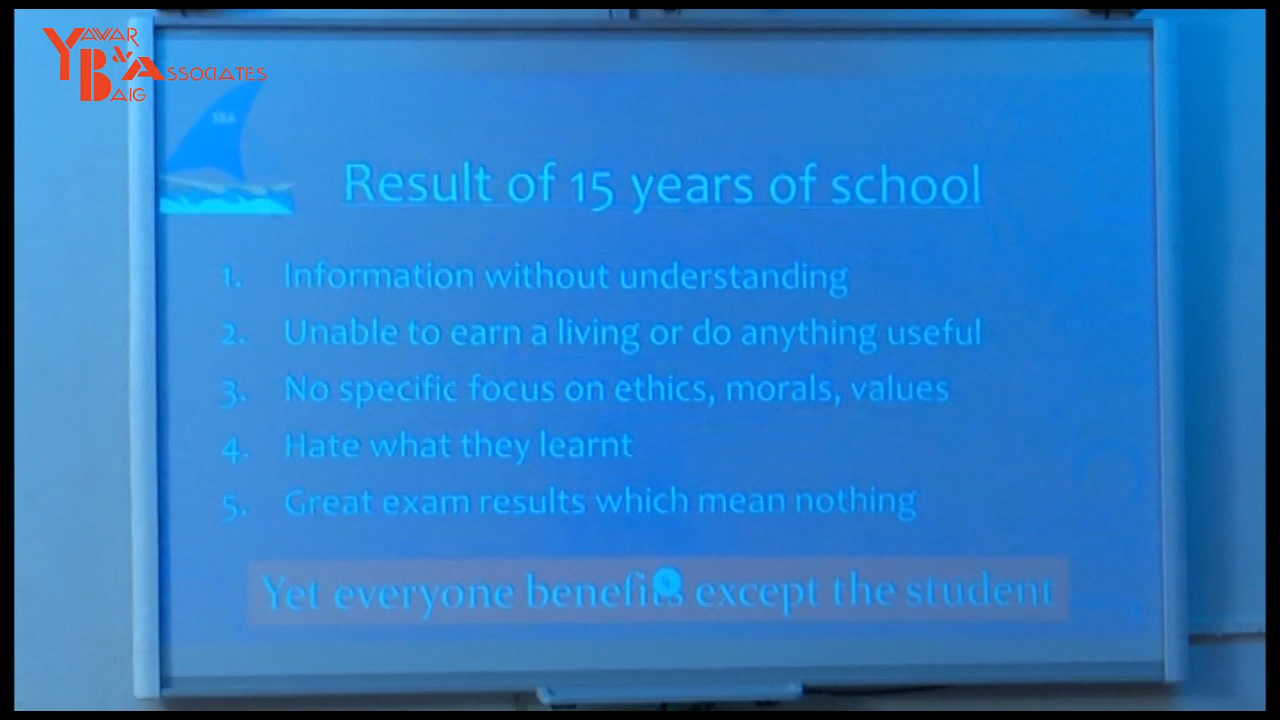 YAWAR
BAIG
& ASSOCIATES
SBA
Result of 15 years of school
1. Information without understanding
2. Unable to earn a living or do anything useful
3. No specific focus on ethics, morals, values
4. Hate what they learnt
5. Great exam results which mean nothing
Yet everyone benefits except the student